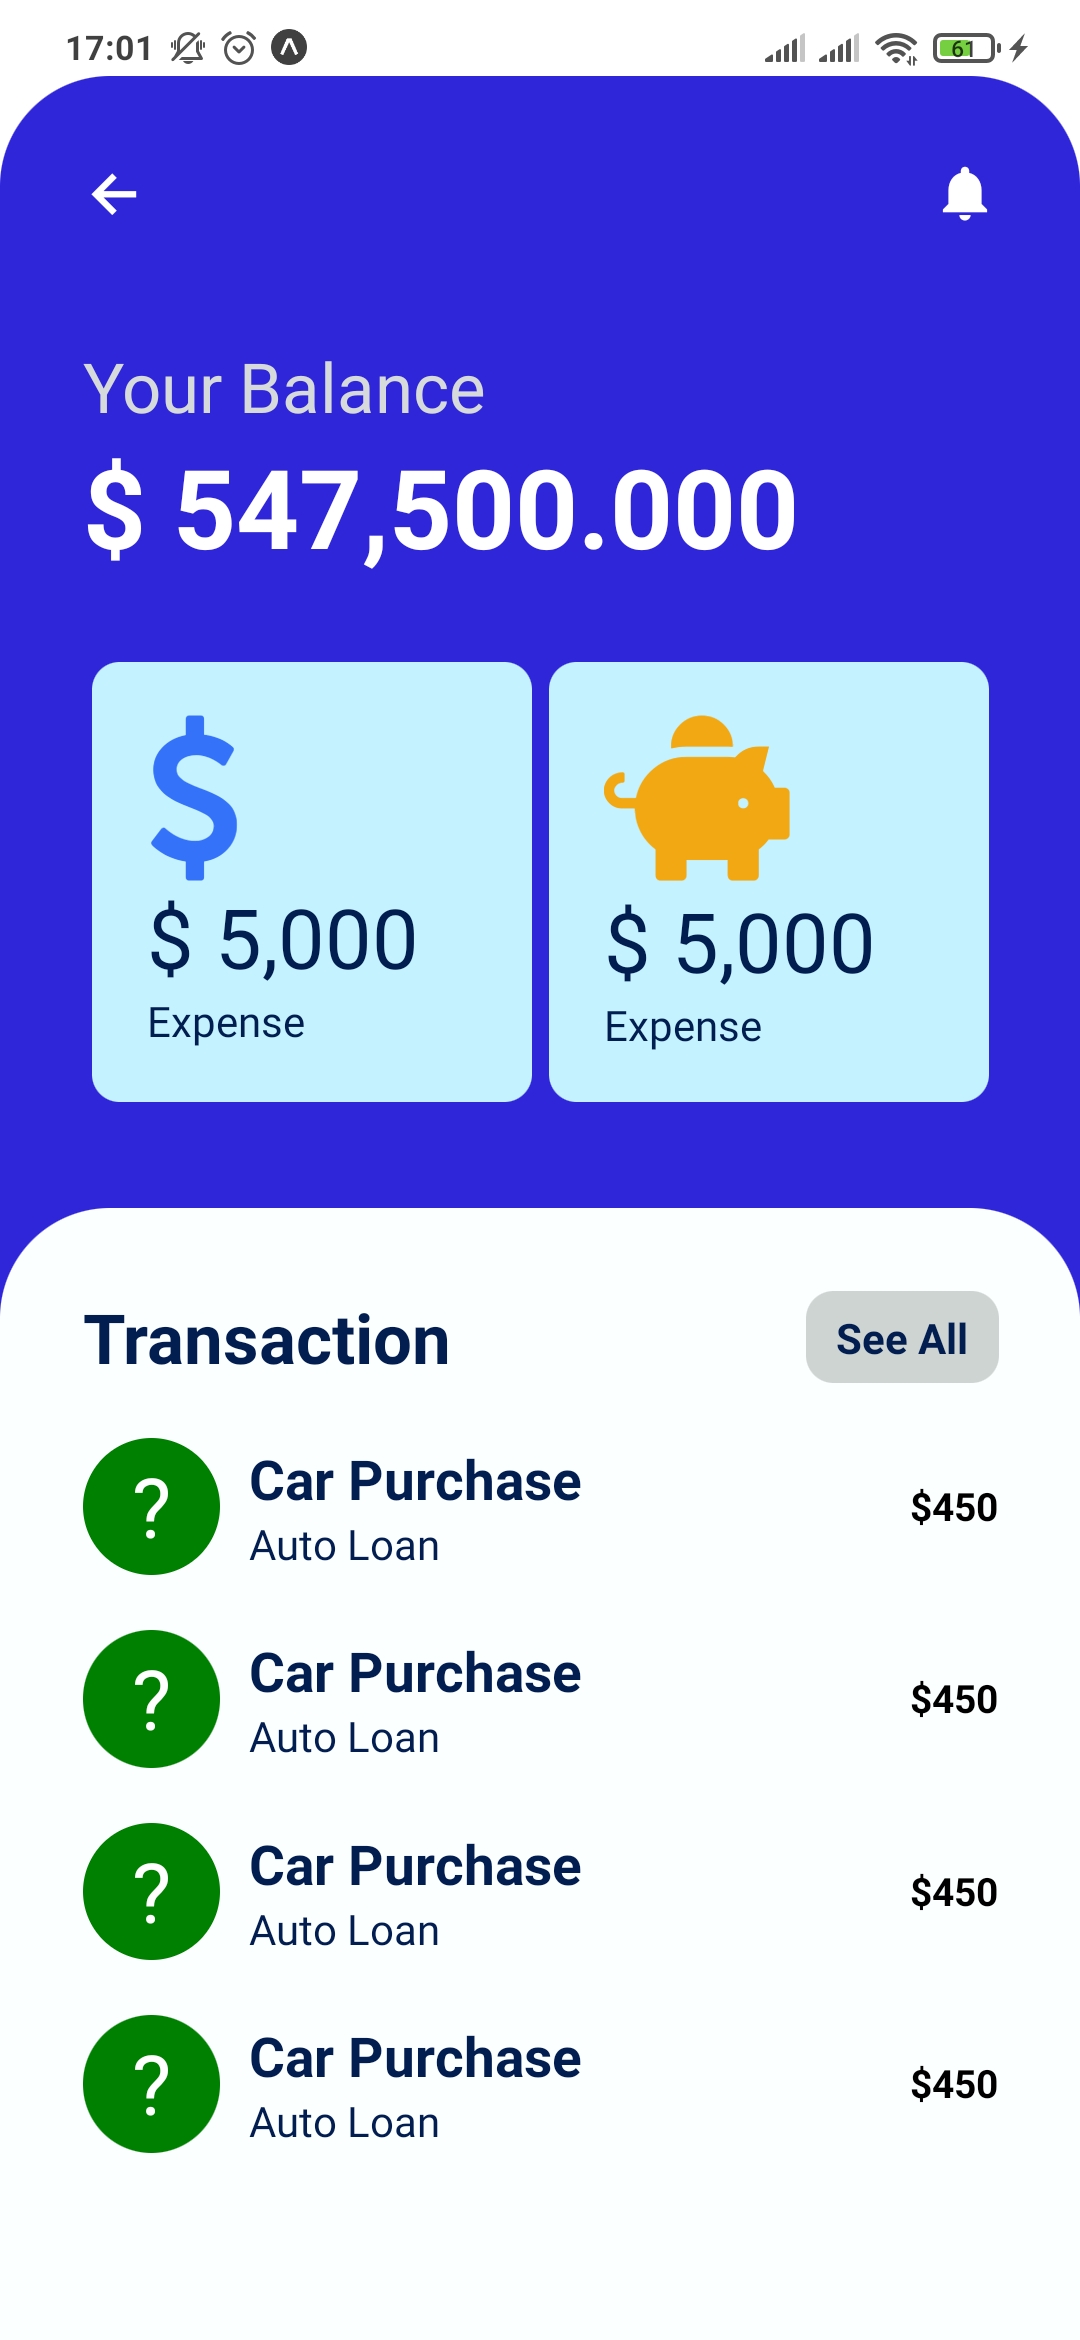 17:01
61
Your Balance
$ 547,500.000
$ 5,000
Expense
$ 5,000
Expense
Transaction
See All
?
Car Purchase
Auto Loan
$450
?
Car Purchase
Auto Loan
$450
?
Car Purchase
Auto Loan
$450
?
Car Purchase
Auto Loan
$450